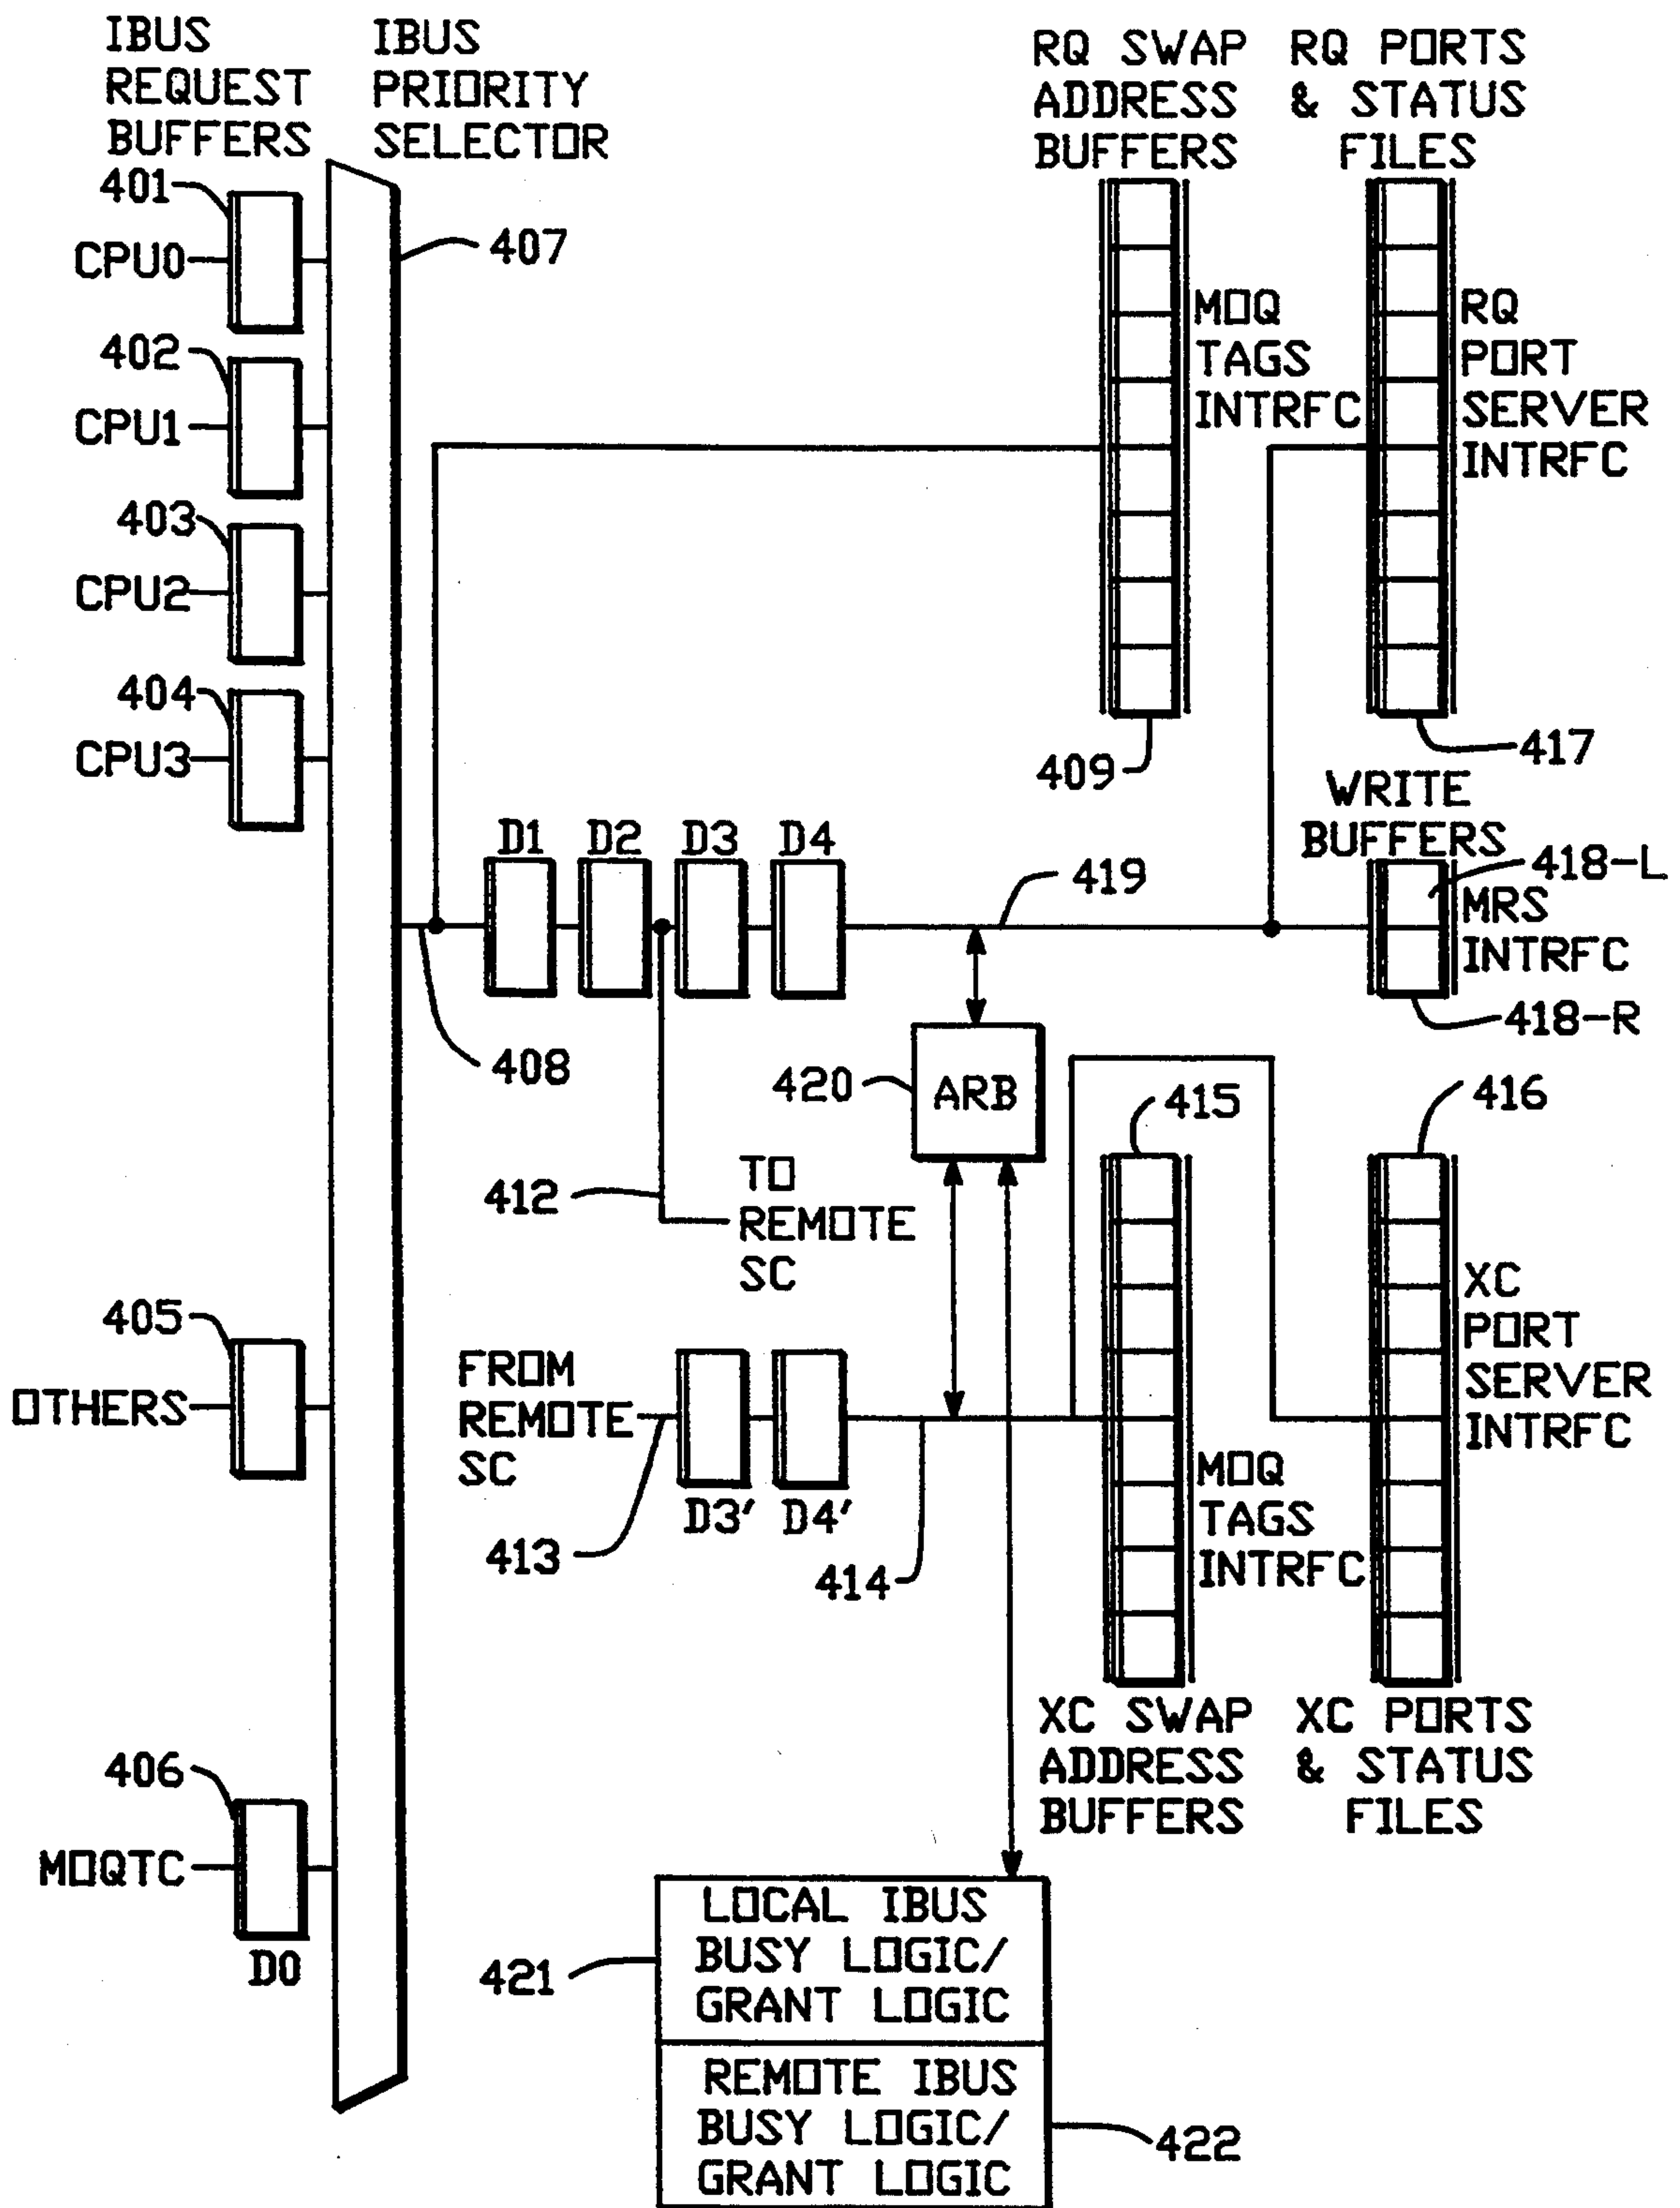 IBUS
REQUEST
BUFFERS
IBUS
PRIORITY
SELECTOR
RQ SWAP
ADDRESS
BUFFERS
RQ PORTS
& STATUS
FILES
401
CPU0
407
402
CPU1
403
CPU2
404
CPU3
MOQ
TAGS
INTRFC
RQ
PORT
SERVER
INTRFC
409
417
WRITE
BUFFERS
D1
D2
D3
D4
419
418-L
MRS
INTRFC
418-R
408
420
ARB
415
416
412
TO
REMOTE
SC
405
OTHERS
FROM
REMOTE
SC
413
D3'
D4'
414
MOQ
TAGS
INTRFC
XC
PORT
SERVER
INTRFC
XC SWAP
ADDRESS
BUFFERS
XC PORTS
& STATUS
FILES
406
MOQTC
D0
421
LOCAL IBUS
BUSY LOGIC/
GRANT LOGIC
REMOTE IBUS
BUSY LOGIC/
GRANT LOGIC
422